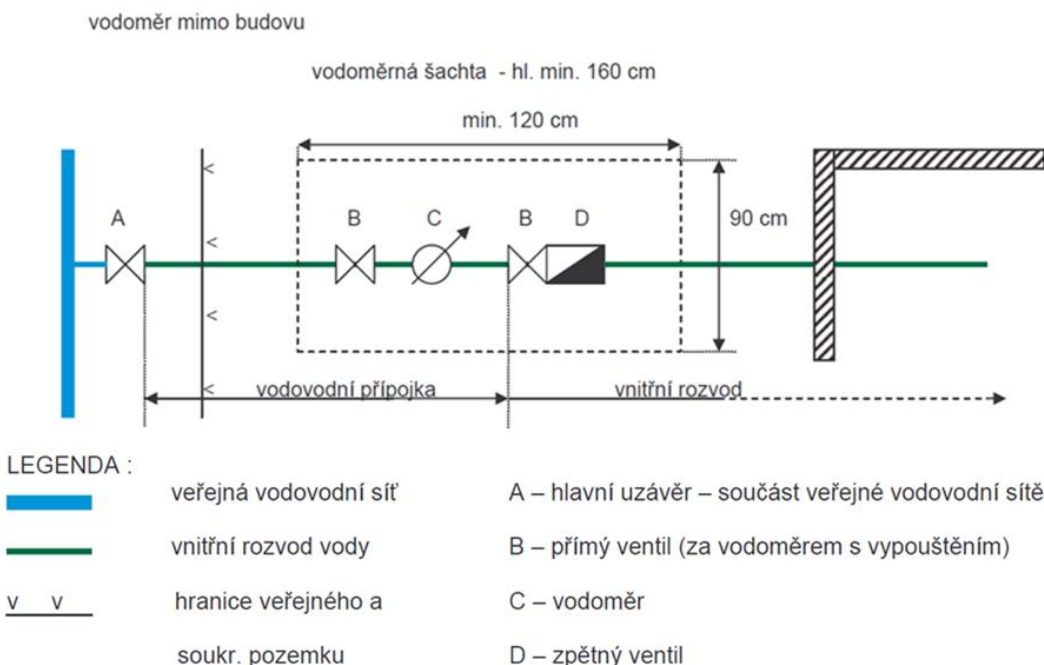 vodoměr mimo budovu
vodoměrná šachta - hl. min. 160 cm
min. 120 cm
A
B
C
B
D
90 cm
vodovodní přípojka
vnitřní rozvod
LEGENDA :
veřejná vodovodní síť
A – hlavní uzávěr – součást veřejné vodovodní sítě
vnitřní rozvod vody
B – přímý ventil (za vodoměrem s vypouštěním)
v v
hranice veřejného a
C – vodoměr
soukr. pozemku
D – zpětný ventil